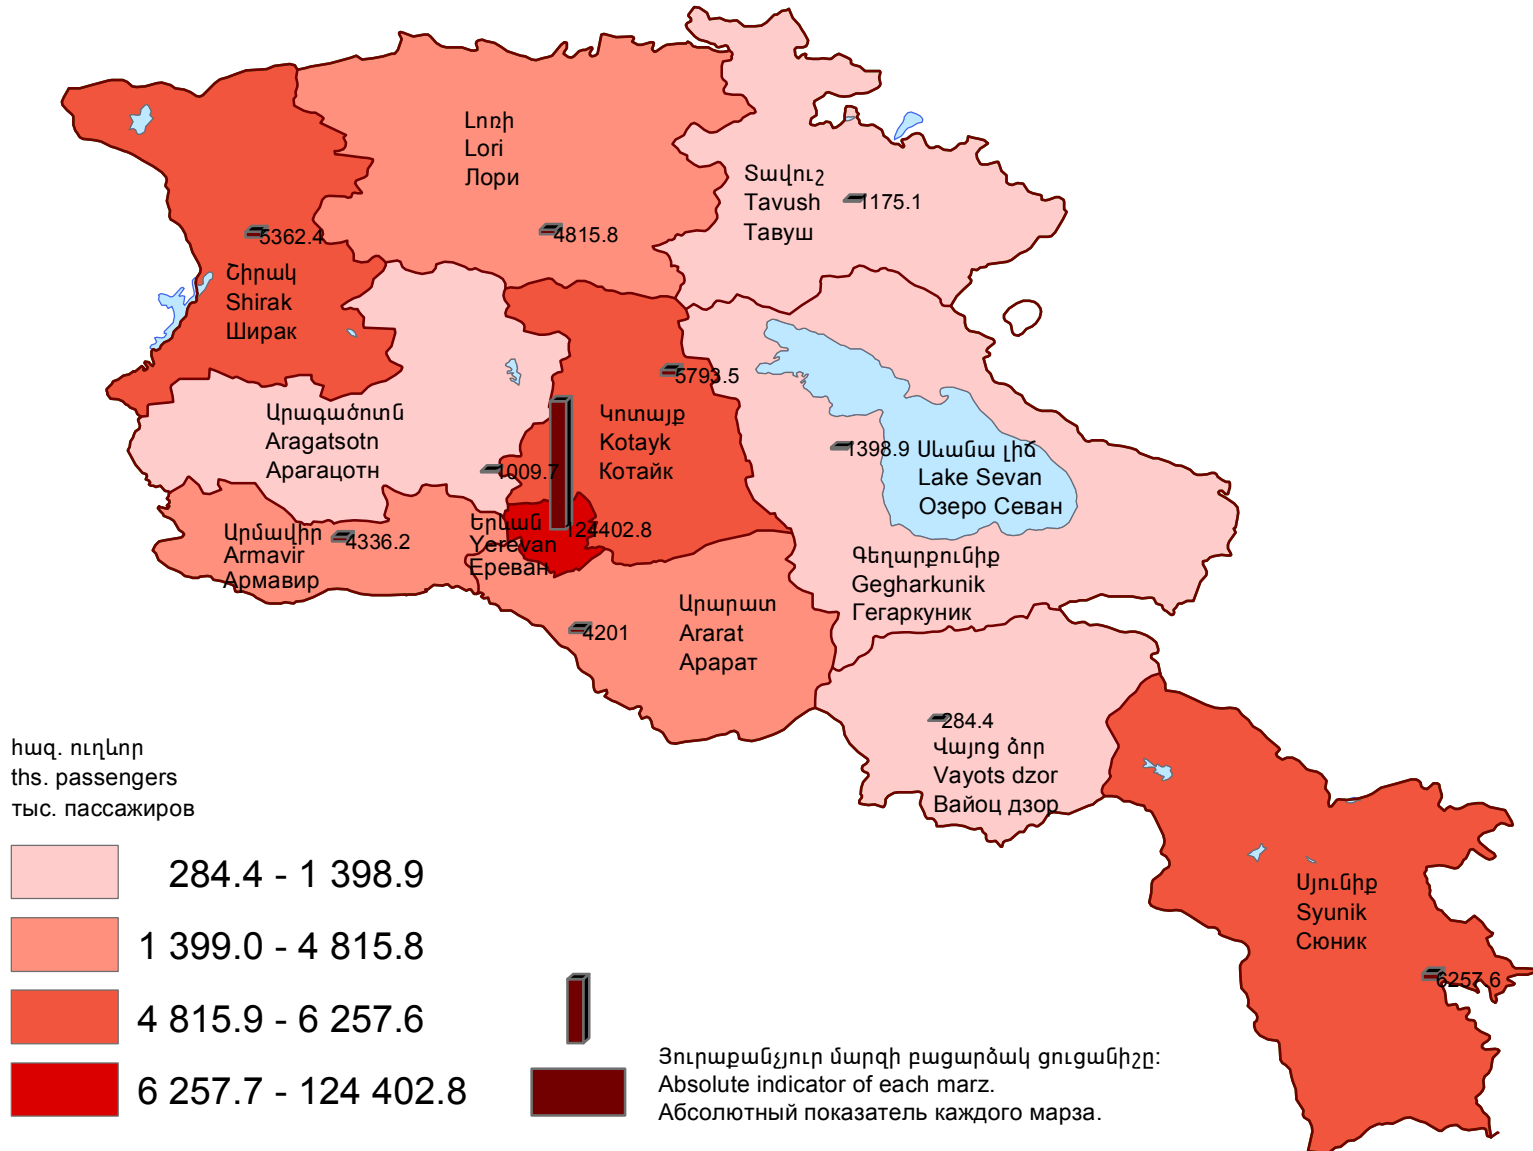 Լոռի
Lori
Лори
4815.8
Տավուշ
Tavush
Тавуш
1175.1
5362.4
Շիրակ
Shirak
Ширак
5793.5
Կոտայք
Kotayk
Котайк
Արագածոտն
Aragatsotn
Арагацотн
1009.7
1398.9
Սևանա լիճ
Lake Sevan
Озеро Севан
Գեղարքունիք
Gegharkunik
Гегаркуник
Արմավիր
Armavir
Армавир
4336.2
Երևան
Yerevan
Ереван
124402.8
Արարատ
Ararat
Арарат
4201
284.4
Վայոց ձոր
Vayots dzor
Вайоц дзор
Սյունիք
Syunik
Сюник
6257.6
հազ. ուղևոր
ths. passengers
тыс. пассажиров
284.4 - 1 398.9
1 399.0 - 4 815.8
4 815.9 - 6 257.6
6 257.7 - 124 402.8
Յուրաքանչյուր մարզի բացարձակ ցուցանիշը:
Absolute indicator of each marz.
Абсолютный показатель каждого марза.